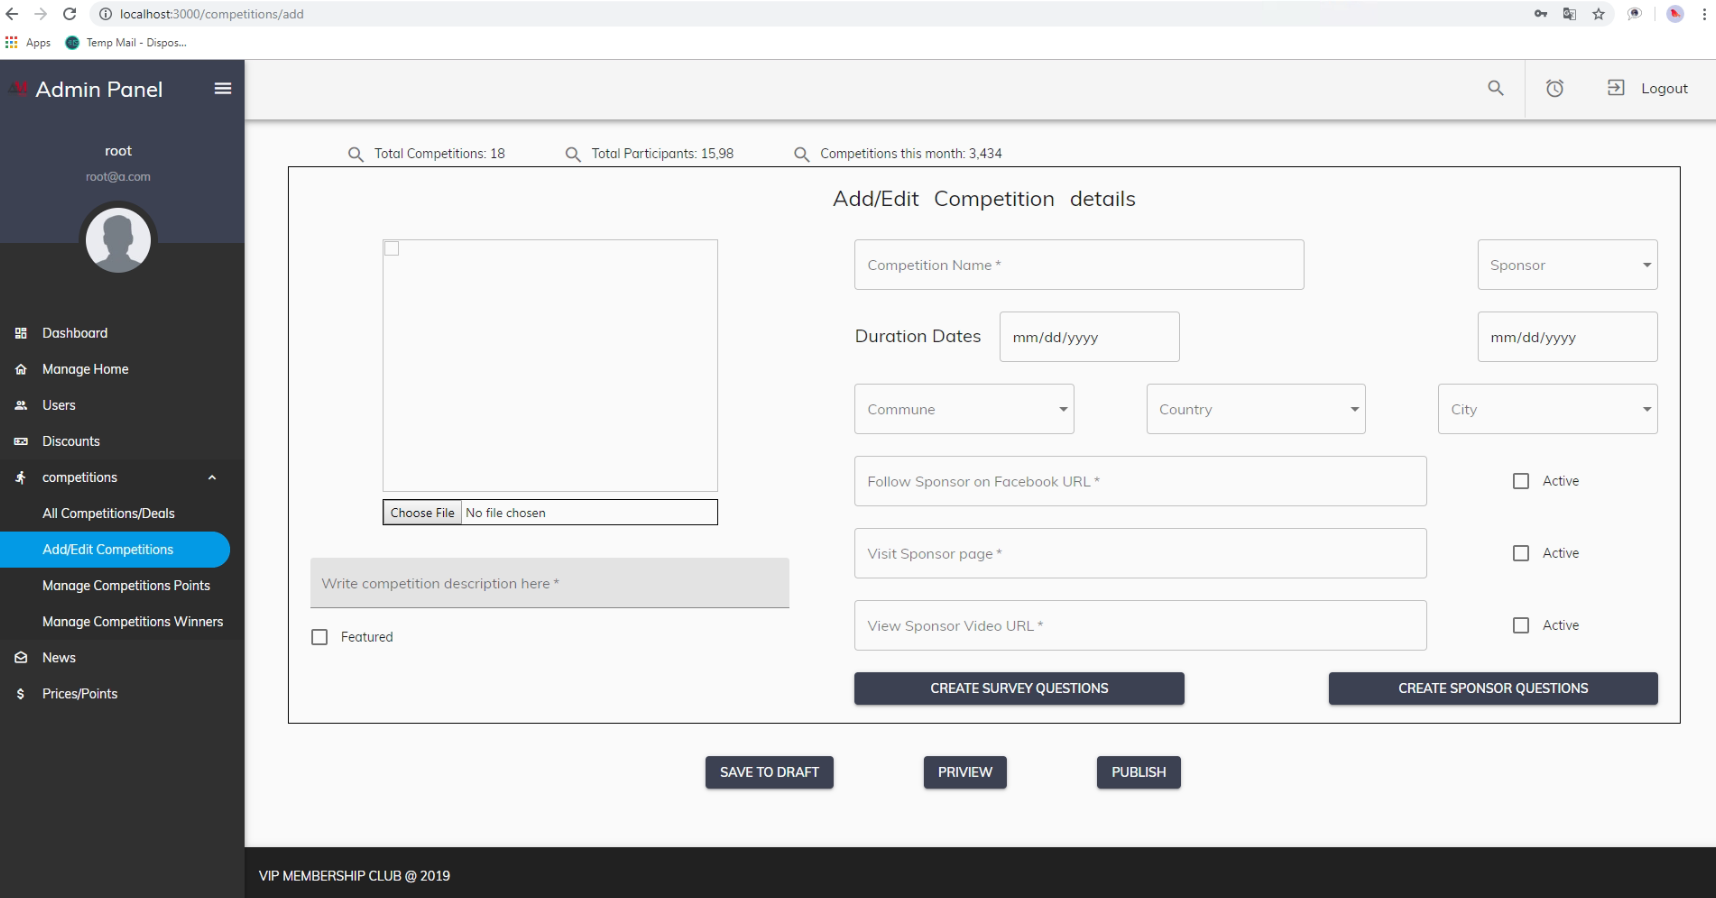 localhost:3000/competitions/add
Apps Temp Mail - Dispos...
Admin Panel
Logout
root
root@a.com
Dashboard
Manage Home
Users
Discounts
competitions
All Competitions/Deals
Add/Edit Competitions
Manage Competitions Points
Manage Competitions Winners
News
Prices/Points
Total Competitions: 18 Total Participants: 15,98 Competitions this month: 3,434
Add/Edit Competition details
Choose File No file chosen
Write competition description here *
Featured
Competition Name * Sponsor
Duration Dates mm/dd/yyyy mm/dd/yyyy
Commune Country City
Follow Sponsor on Facebook URL * Active
Visit Sponsor page * Active
View Sponsor Video URL * Active
CREATE SURVEY QUESTIONS CREATE SPONSOR QUESTIONS
SAVE TO DRAFT PRIVIEW PUBLISH
VIP MEMBERSHIP CLUB @ 2019